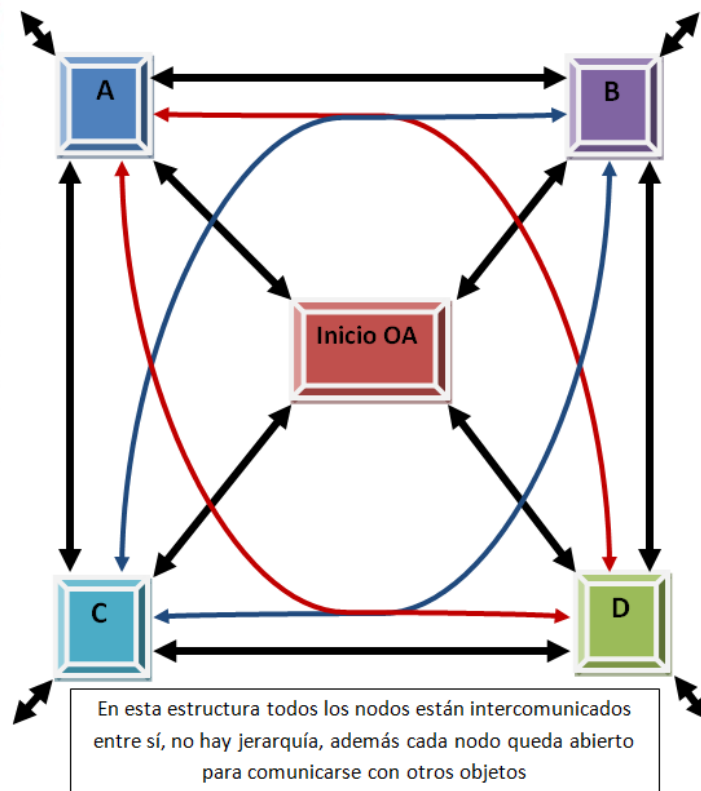 A
B
Inicio OA
C
D
En esta estructura todos los nodos están intercomunicados
entre sí, no hay jerarquía, además cada nodo queda abierto
para comunicarse con otros objetos